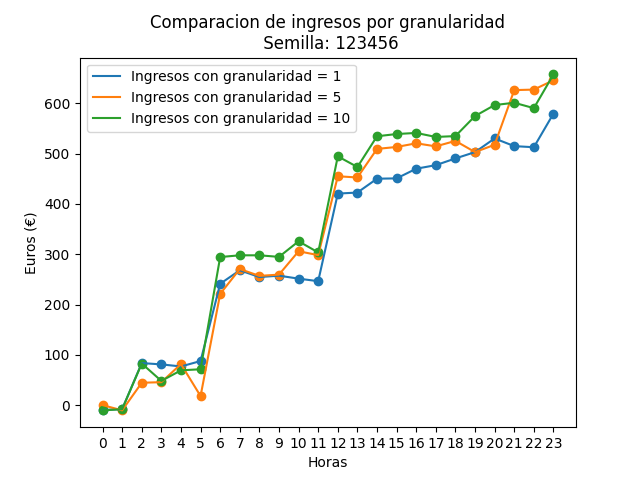 Comparacion de ingresos por granularidad
Semilla: 123456
Ingresos con granularidad = 1
Ingresos con granularidad = 5
Ingresos con granularidad = 10
600
500
400
300
200
100
0
Euros (€)
0 1 2 3 4 5 6 7 8 9 10 11 12 13 14 15 16 17 18 19 20 21 22 23
Horas